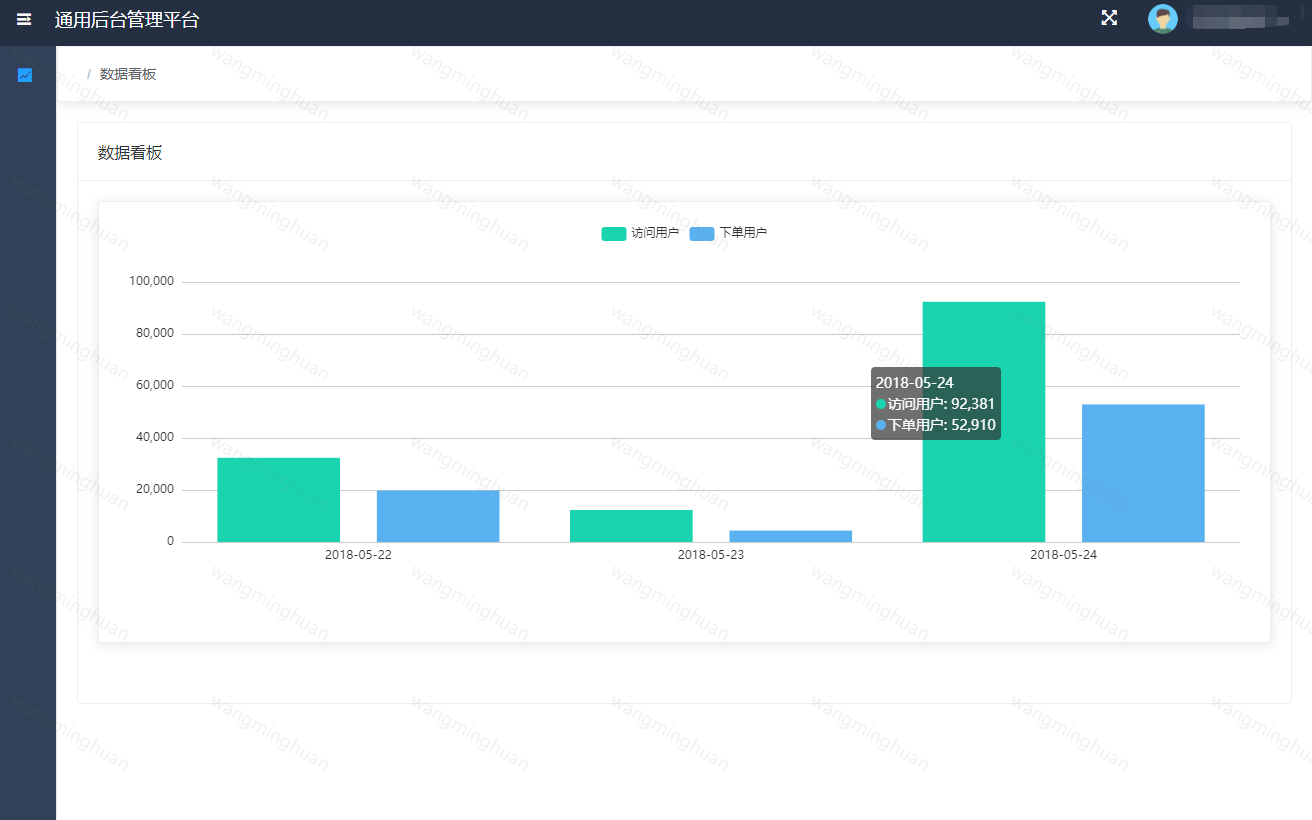 通用后台管理平台
/ 数据看板
数据看板
访问用户 下单用户
100,000
80,000
60,000
40,000
20,000
0
2018-05-24
访问用户: 92,381
下单用户: 52,910
2018-05-22 2018-05-23 2018-05-24
wangminghuan